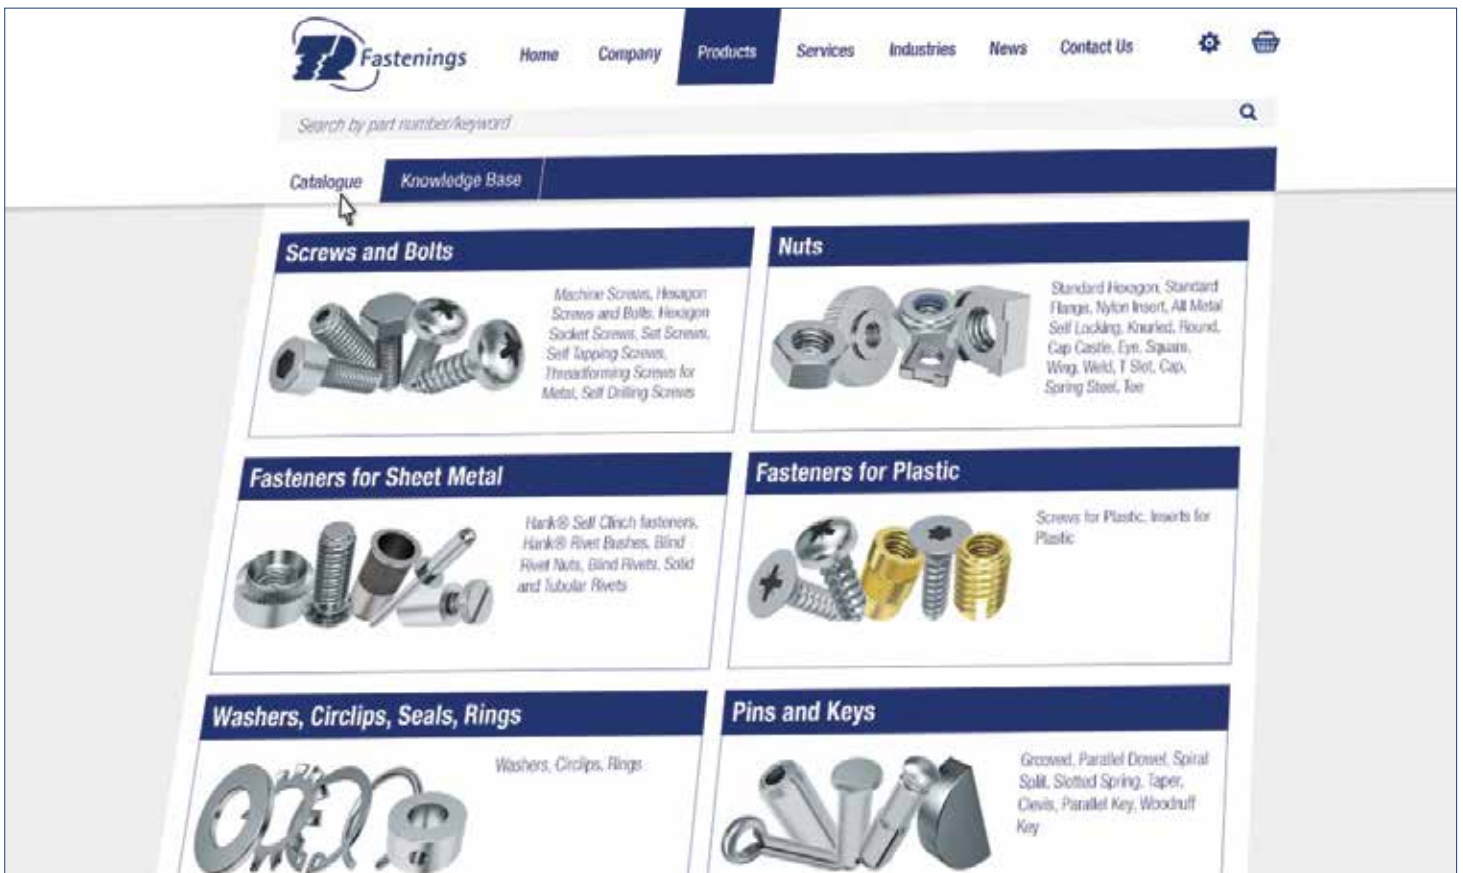 TR Fastenings
Home
Company
Products
Services
Industries
News
Contact Us
Search by part number/keyword
Catalogue
Knowledge Base
Screws and Bolts
Machine Screws, Hexagon
Screws and Bolts, Hexagon
Socket Screws, Set Screws,
Self Tapping Screws,
Threadforming Screws for
Metal, Self Drilling Screws
Nuts
Standard Hexagon, Standard
Flange, Nylon Insert, All Metal
Self Locking, Knurled, Round,
Cap Castle, Eye, Square,
Wing, Weld, T Slot, Cap,
Spring Steel, Tee
Fasteners for Sheet Metal
Hank® Self Clinch fasteners,
Hank® Rivet Bushes, Blind
Rivet Nuts, Blind Rivets, Solid
and Tubular Rivets
Fasteners for Plastic
Screws for Plastic, Inserts for
Plastic
Washers, Circlips, Seals, Rings
Washers, Circlips, Rings
Pins and Keys
Grooved, Parallel Dowel, Spiral
Split, Slotted Spring, Taper,
Clevis, Parallel Key, Woodruff
Key